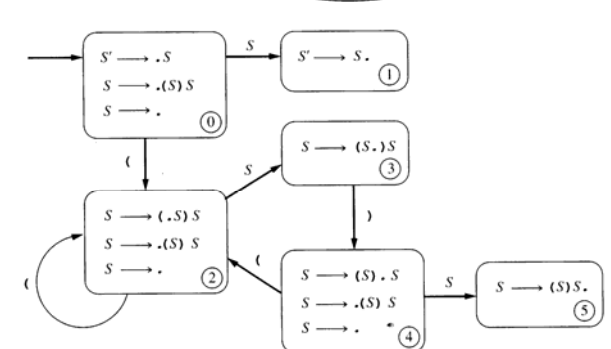 S' ⟶ .S
S ⟶ .(S)S
S ⟶ .
0
S
S' ⟶ S.
1
(
S ⟶ (S.)S
3
S
S ⟶ (.S)S
S ⟶ .(S) S
S ⟶ .
2
(
)
(
S ⟶ (S).S
S ⟶ .(S) S
S ⟶ .
4
S
S ⟶ (S)S.
5